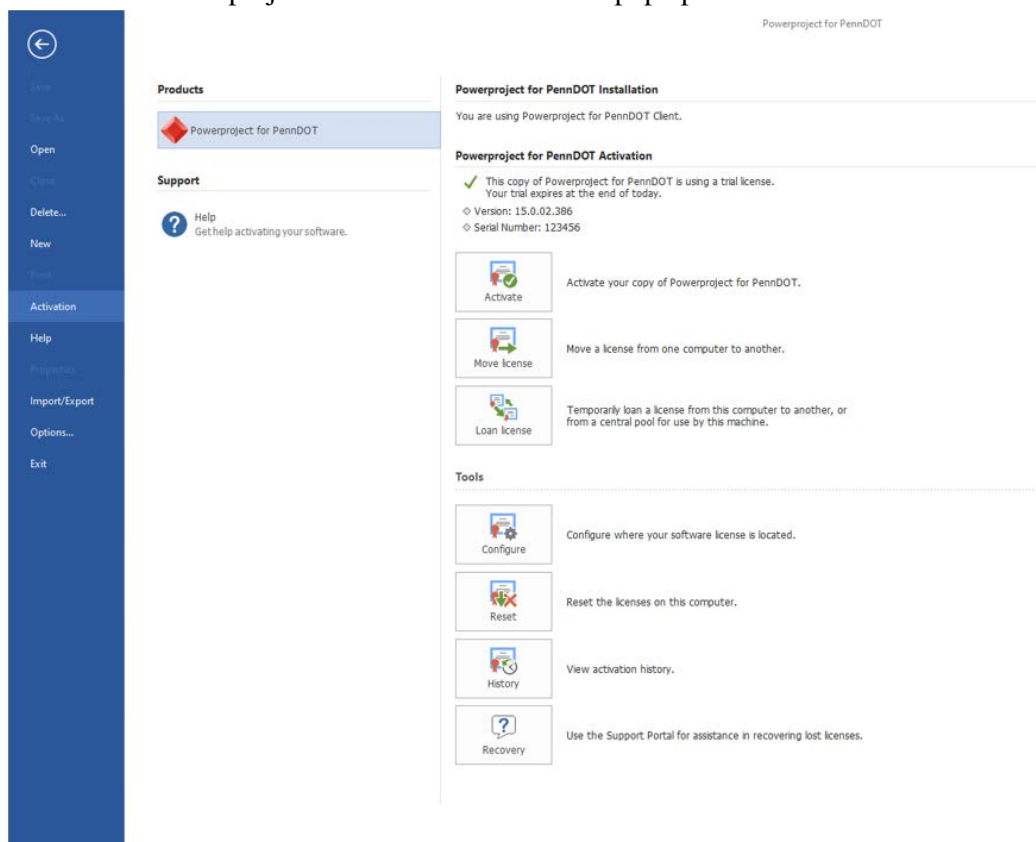 Powerproject for PennDOT
Save
Save As
Open
Close
Delete...
New
Print
Activation
Help
Properties
Import/Export
Options...
Exit
Products
Powerproject for PennDOT
Support
Help
Get help activating your software.
Powerproject for PennDOT Installation
You are using Powerproject for PennDOT Client.
Powerproject for PennDOT Activation
This copy of Powerproject for PennDOT is using a trial license.
Your trial expires at the end of today.
Version: 15.0.02.386
Serial Number: 123456
Activate
Activate your copy of Powerproject for PennDOT.
Move license
Move a license from one computer to another.
Loan license
Temporarily loan a license from this computer to another, or
from a central pool for use by this machine.
Tools
Configure
Configure where your software license is located.
Reset
Reset the licenses on this computer.
History
View activation history.
Recovery
Use the Support Portal for assistance in recovering lost licenses.